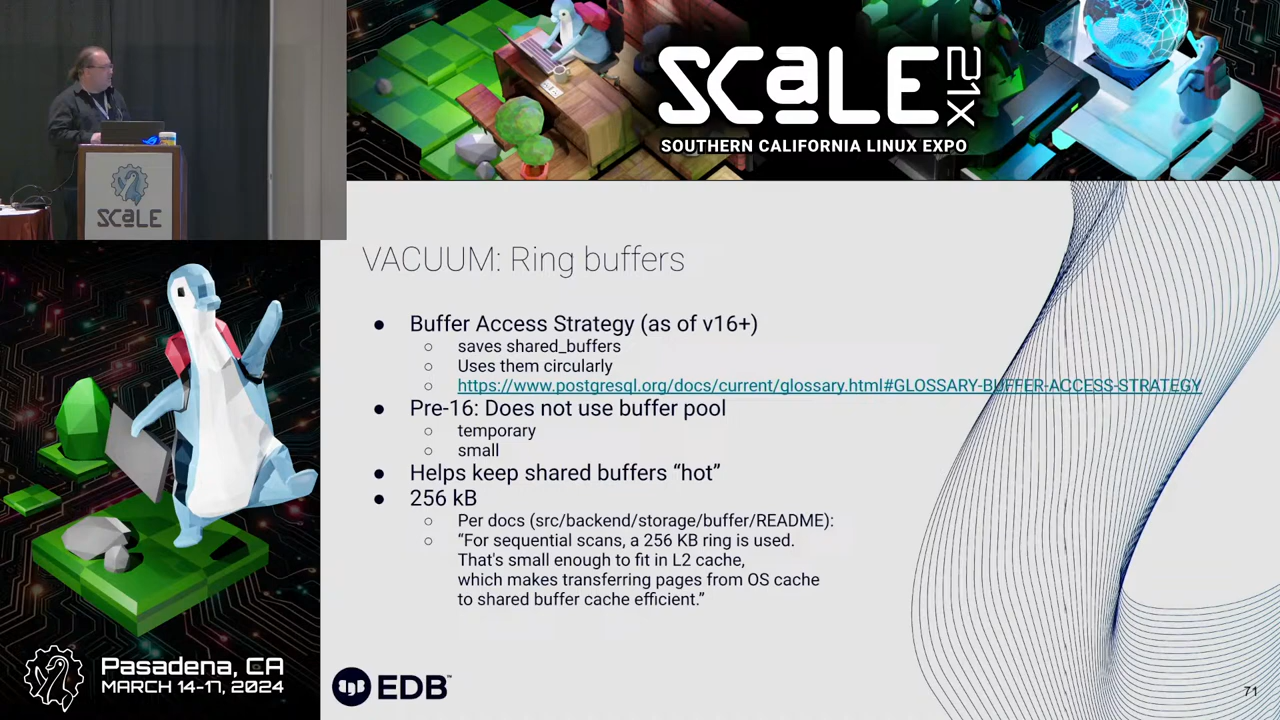 SCaLE 21X
SOUTHERN CALIFORNIA LINUX EXPO
SCaLE
VACUUM: Ring buffers
● Buffer Access Strategy (as of v16+)
○ saves shared_buffers
○ Uses them circularly
○ https://www.postgresql.org/docs/current/glossary.html#GLOSSARY-BUFFER-ACCESS-STRATEGY
● Pre-16: Does not use buffer pool
○ temporary
○ small
● Helps keep shared buffers “hot”
● 256 kB
○ Per docs (src/backend/storage/buffer/README):
○ “For sequential scans, a 256 KB ring is used.
That's small enough to fit in L2 cache,
which makes transferring pages from OS cache
to shared buffer cache efficient.”
Pasadena, CA
MARCH 14-17, 2024
EDB™
71